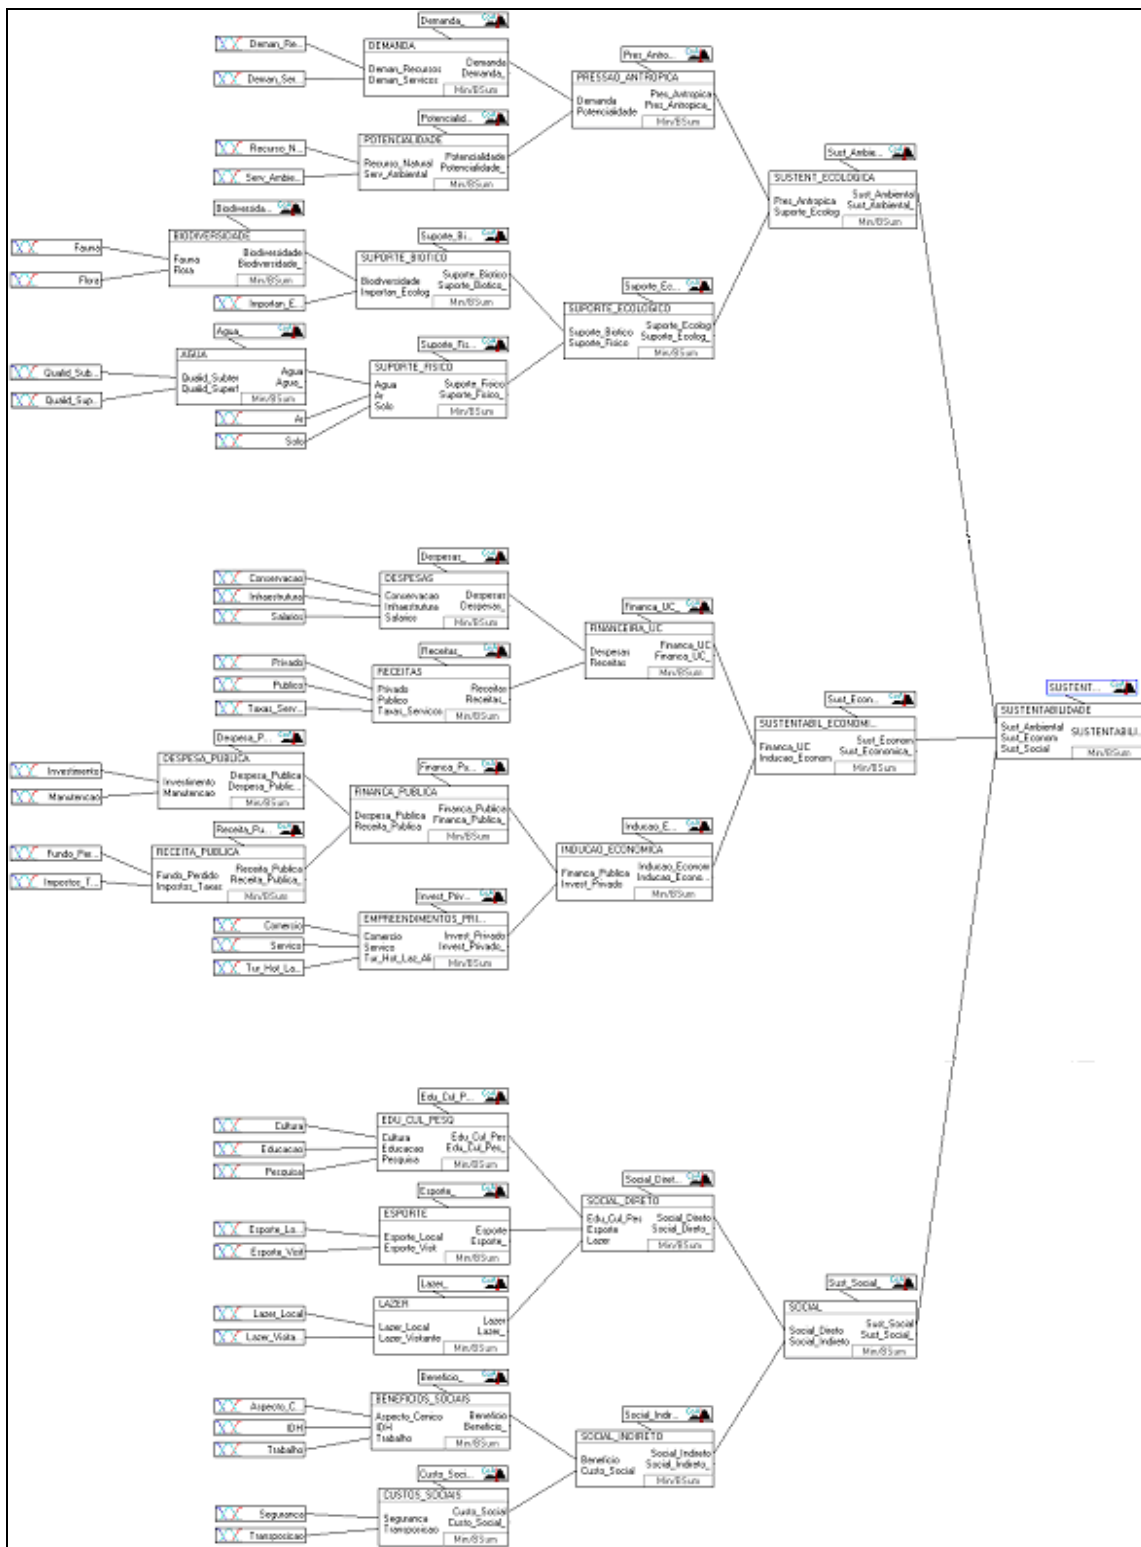 Demanda_
Deman_Re...
Deman_Ser...
DEMANDA
Deman_Recursos
Deman_Servicos
Demanda
Demanda_
Min/BSum
Potencialid...
Recurso_N...
Serv_Ambie...
POTENCIALIDADE
Recurso_Natural
Serv_Ambiental
Potencialidade
Potencialidade_
Min/BSum
Pres_Antro...
PRESSAO_ANTROPICA
Demanda
Potencialidade
Pres_Antropica
Pres_Antropica_
Min/BSum
Biodiversida...
Fauna
Flora
BIODIVERSIDADE
Fauna
Flora
Biodiversidade
Biodiversidade_
Min/BSum
Importan_E...
Suporte_Bi...
SUPORTE_BIOTICO
Biodiversidade
Importan_Ecolog
Suporte_Biotico
Suporte_Biotico_
Min/BSum
Agua_
Qualid_Sub...
Qualid_Sup...
AGUA
Qualid_Subter
Qualid_Superf
Agua
Agua_
Min/BSum
Ar
Solo
Suporte_Fis...
SUPORTE_FISICO
Agua
Ar
Solo
Suporte_Fisico
Suporte_Fisico_
Min/BSum
Suporte_Ec...
SUPORTE_ECOLOGICO
Suporte_Biotico
Suporte_Fisico
Suporte_Ecolog
Suporte_Ecolog_
Min/BSum
Sust_Ambie...
SUSTENT_ECOLOGICA
Pres_Antropica
Suporte_Ecolog
Sust_Ambiental
Sust_Ambiental_
Min/BSum
Despesas_
Conservacao
Infraestrutura
Salarios
DESPESAS
Conservacao
Infraestrutura
Salarios
Despesas
Despesas_
Min/BSum
Receitas_
Privado
Publico
Taxas_Serv...
RECEITAS
Privado
Publico
Taxas_Servicos
Receitas
Receitas_
Min/BSum
Financa_UC_
FINANCEIRA_UC
Despesas
Receitas
Financa_UC
Financa_UC_
Min/BSum
Despesa_P...
Investimento
Manutencao
DESPESA_PUBLICA
Investimento
Manutencao
Despesa_Publica
Despesa_Public...
Min/BSum
Receita_Pu...
Fundo_Per...
Impostos_T...
RECEITA_PUBLICA
Fundo_Perdido
Impostos_Taxas
Receita_Publica
Receita_Publica_
Min/BSum
Financa_Pu...
FINANCA_PUBLICA
Despesa_Publica
Receita_Publica
Financa_Publica
Financa_Publica_
Min/BSum
Invest_Priv...
Comercio
Servico
Tur_Hot_La...
EMPREENDIMENTOS_PRI...
Comercio
Servico
Tur_Hot_Laz_Ali
Invest_Privado
Invest_Privado_
Min/BSum
Inducao_E...
INDUCAO_ECONOMICA
Financa_Publica
Invest_Privado
Inducao_Econom
Inducao_Econo...
Min/BSum
Sust_Econ...
SUSTENTABIL_ECONOMI...
Financa_UC
Inducao_Econom
Sust_Econom
Sust_Economica_
Min/BSum
SUSTENT...
SUSTENTABILIDADE
Sust_Ambiental
Sust_Econom
Sust_Social
SUSTENTABILI...
Min/BSum
Edu_Cul_P...
Cultura
Educacao
Pesquisa
EDU_CUL_PESQ
Cultura
Educacao
Pesquisa
Edu_Cul_Pes
Edu_Cul_Pes_
Min/BSum
Esporte_
Esporte_Lo...
Esporte_Visit
ESPORTE
Esporte_Local
Esporte_Visit
Esporte
Esporte_
Min/BSum
Lazer_
Lazer_Local
Lazer_Visita...
LAZER
Lazer_Local
Lazer_Visitante
Lazer
Lazer_
Min/BSum
Social_Diret...
SOCIAL_DIRETO
Edu_Cul_Pes
Esporte
Lazer
Social_Direto
Social_Direto_
Min/BSum
Beneficio_
Aspecto_C...
IDH
Trabalho
BENEFICIOS_SOCIAIS
Aspecto_Cenico
IDH
Trabalho
Beneficio
Beneficio_
Min/BSum
Custo_Soci...
Seguranca
Transposicao
CUSTOS_SOCIAIS
Seguranca
Transposicao
Custo_Social
Custo_Social_
Min/BSum
Social_Indir...
SOCIAL_INDIRETO
Beneficio
Custo_Social
Social_Indireto
Social_Indireto_
Min/BSum
Sust_Social_
SOCIAL
Social_Direto
Social_Indireto
Sust_Social
Sust_Social_
Min/BSum